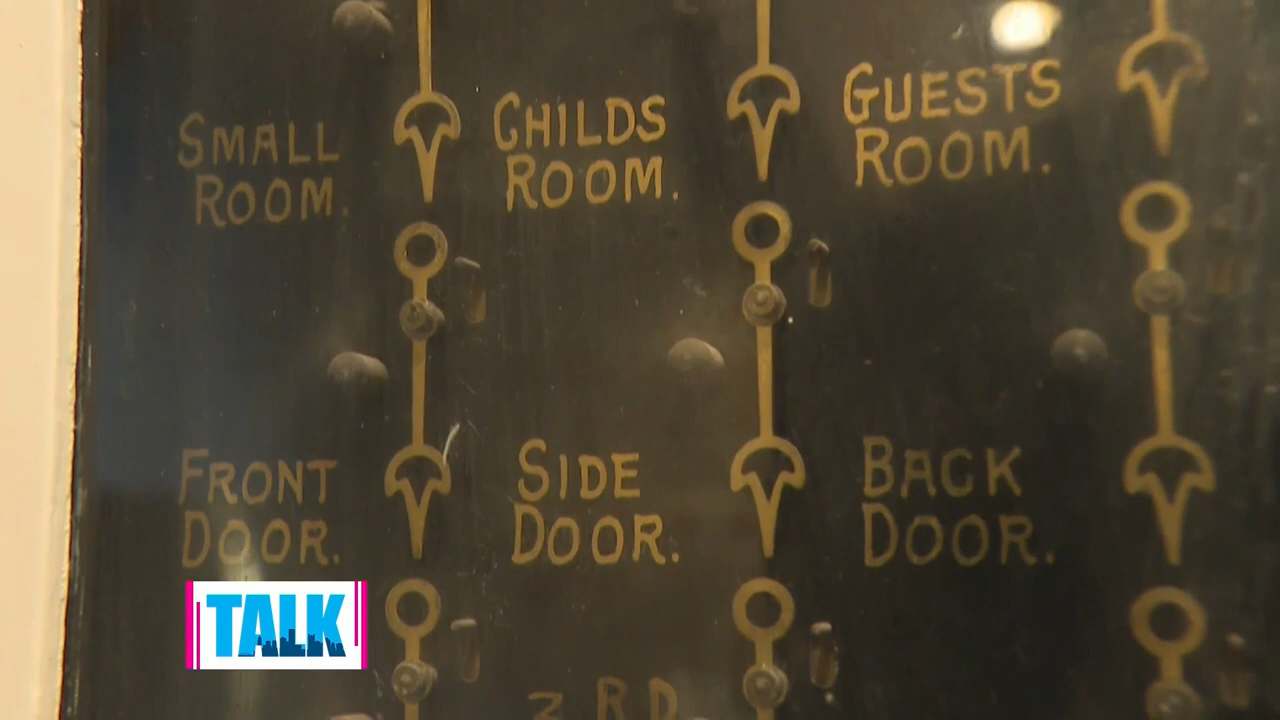 SMALL
ROOM.
CHILDS
ROOM.
GUESTS
ROOM.
FRONT
DOOR.
SIDE
DOOR.
BACK
DOOR.
3RD
TALK